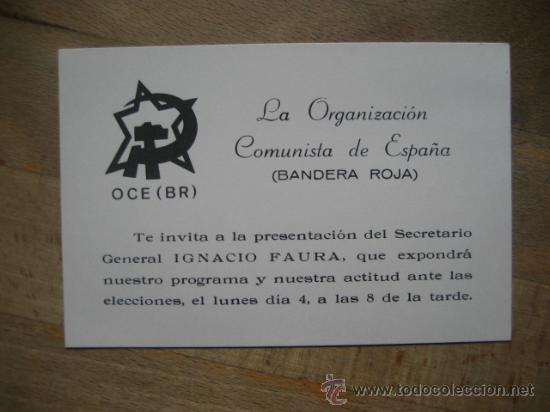 La Organización
Comunista de España
(BANDERA ROJA)
OCE (BR)
Te invita a la presentación del Secretario
General IGNACIO FAURA, que expondrá
nuestro programa y nuestra actitud ante las
elecciones, el lunes día 4, a las 8 de la tarde.
todocoleccion
www.todocoleccion.net